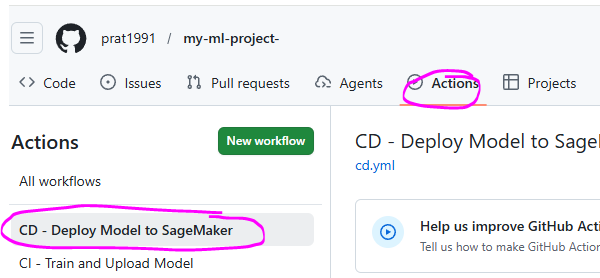 prat1991 / my-ml-project-
Code Issues Pull requests Agents Actions Projects
Actions New workflow
All workflows
CD - Deploy Model to SageMaker
CI - Train and Upload Model
CD - Deploy Model to Sage
cd.yml
Help us improve GitHub Acti
Tell us how to make GitHub Action